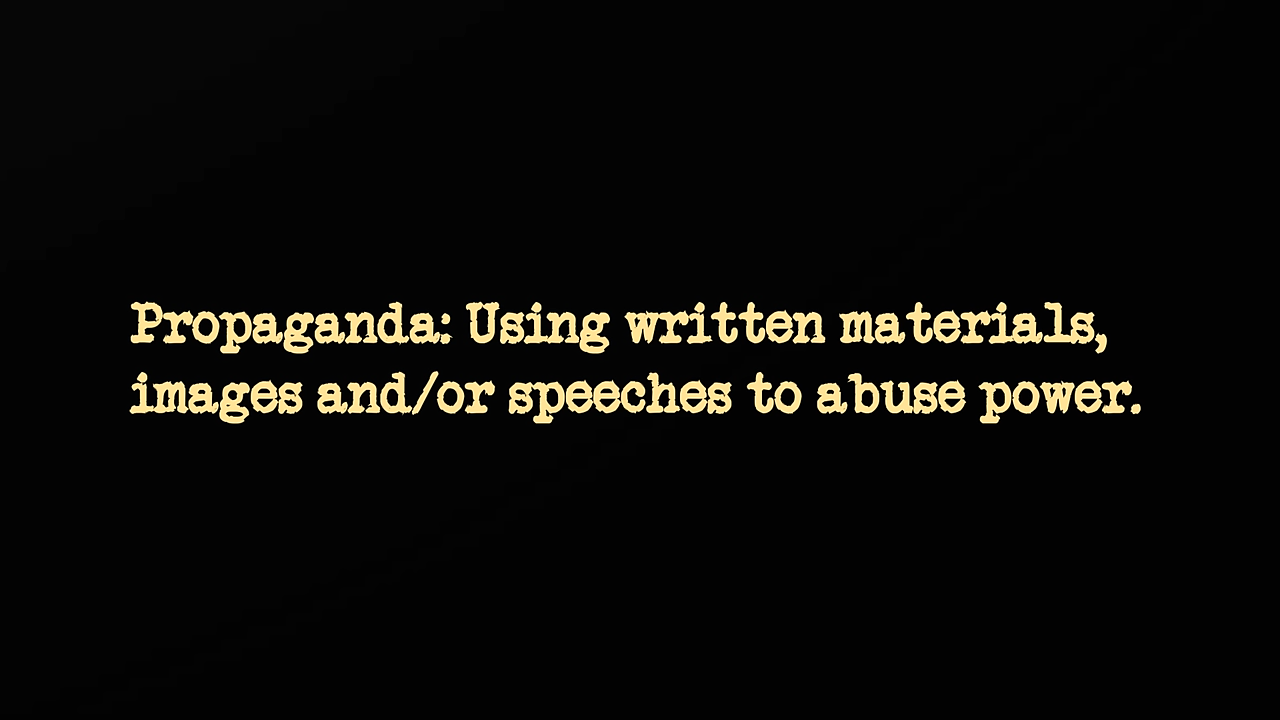 Propaganda: Using written materials,
images and/or speeches to abuse power.